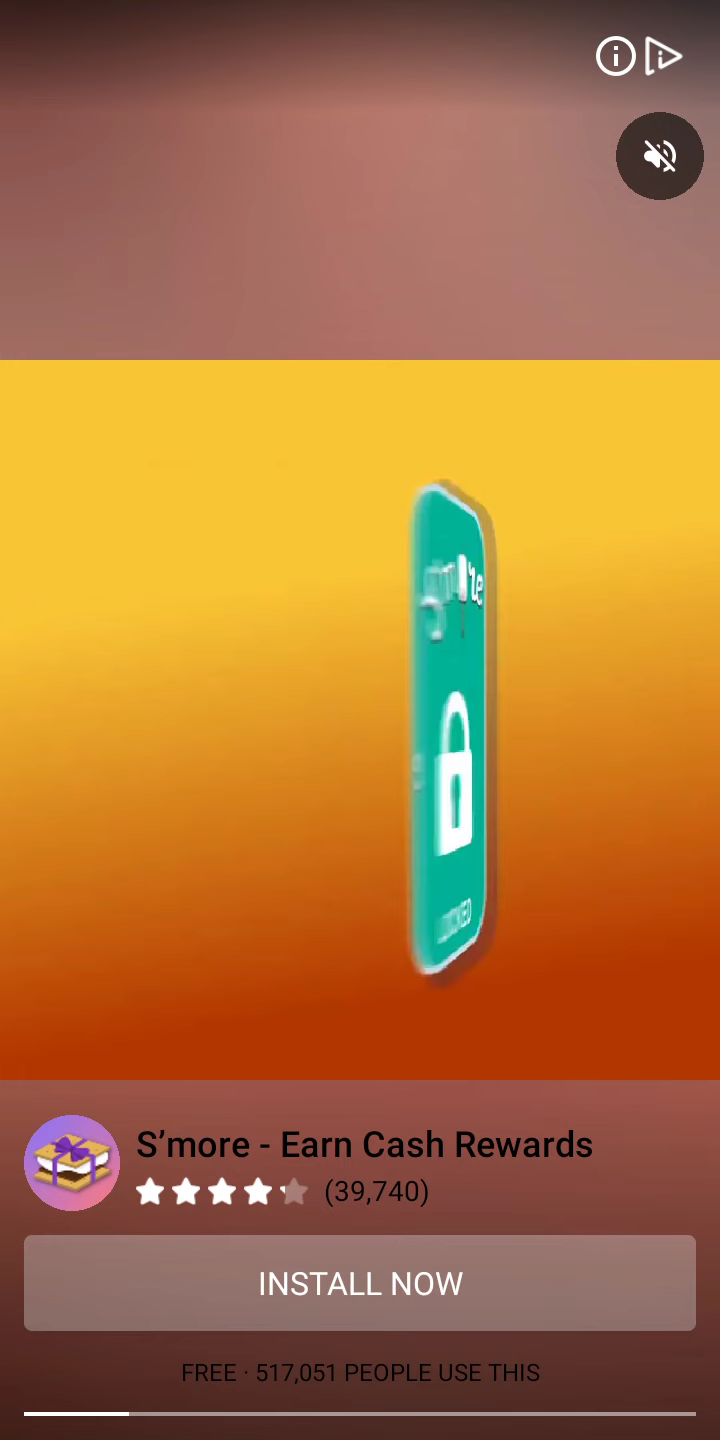 S'more - Earn Cash Rewards
(39,740)
INSTALL NOW
FREE · 517,051 PEOPLE USE THIS